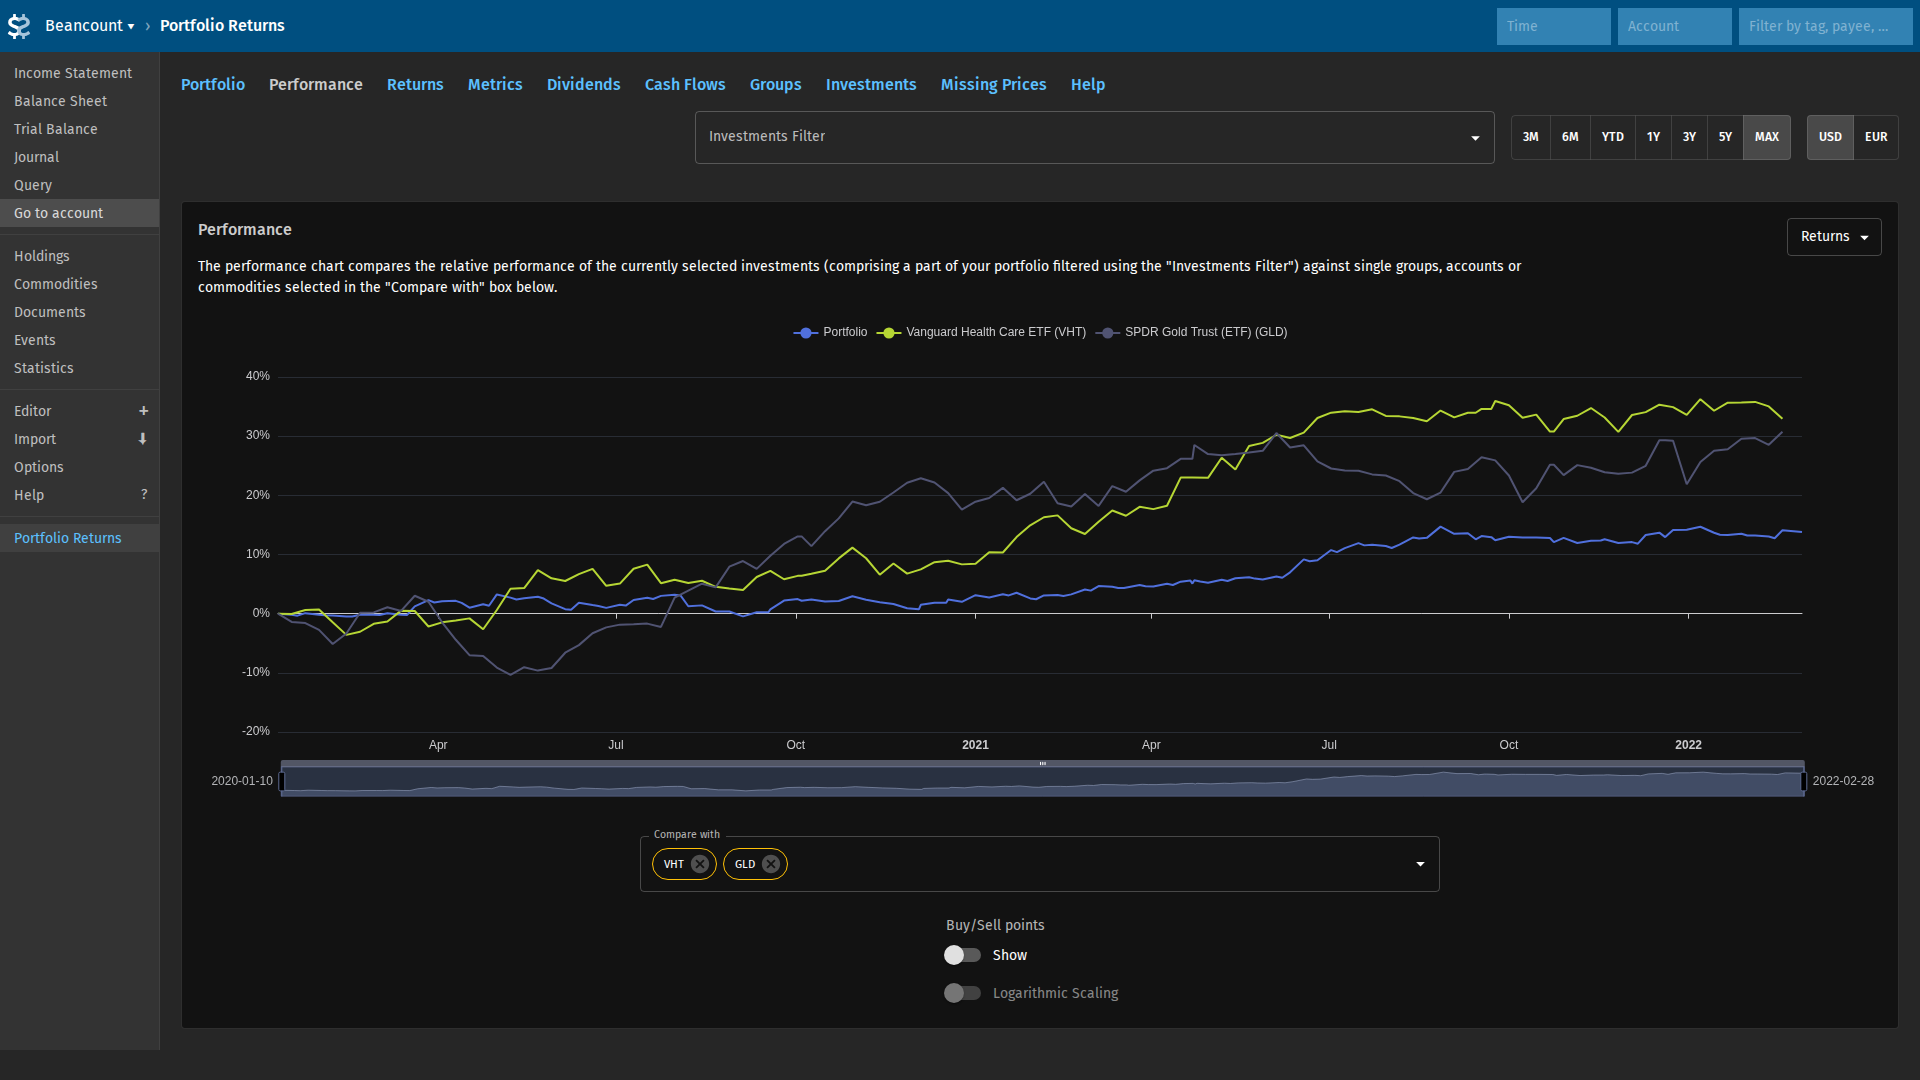 Beancount
›
Portfolio Returns
Time
Account
Filter by tag, payee, ...
Income Statement
Balance Sheet
Trial Balance
Journal
Query
Go to account
Holdings
Commodities
Documents
Events
Statistics
Editor +
Import
Options
Help ?
Portfolio Returns
Portfolio Performance Returns Metrics Dividends Cash Flows Groups Investments Missing Prices Help
Investments Filter
3M 6M YTD 1Y 3Y 5Y MAX
USD EUR
Performance
Returns
The performance chart compares the relative performance of the currently selected investments (comprising a part of your portfolio filtered using the "Investments Filter") against single groups, accounts or
commodities selected in the "Compare with" box below.
Portfolio Vanguard Health Care ETF (VHT) SPDR Gold Trust (ETF) (GLD)
40%
30%
20%
10%
0%
-10%
-20%
Apr Jul Oct 2021 Apr Jul Oct 2022
2020-01-10 2022-02-28
Compare with
VHT GLD
Buy/Sell points
Show
Logarithmic Scaling